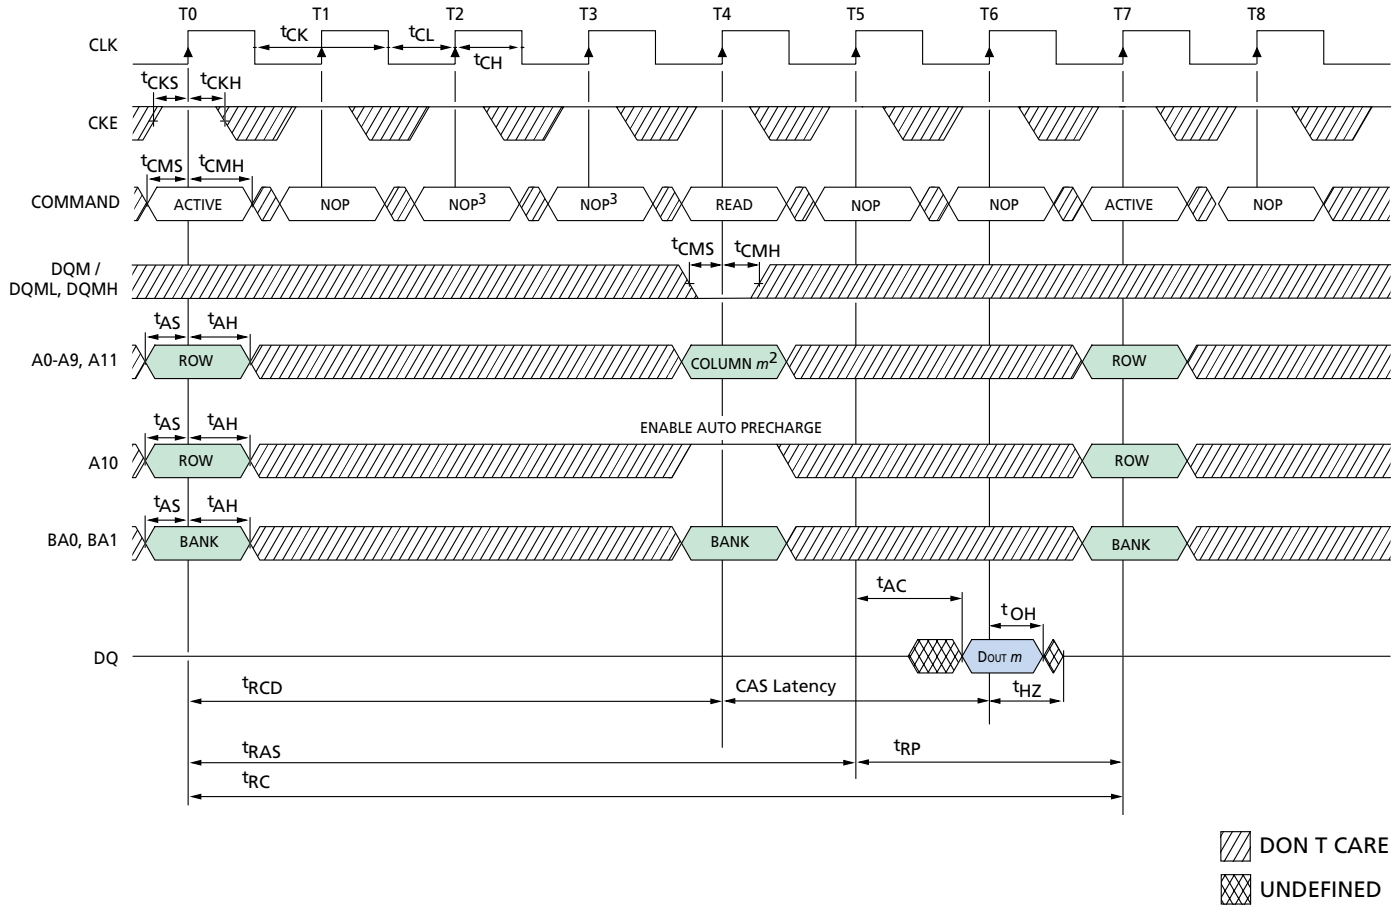 T0 T1 T2 T3 T4 T5 T6 T7 T8
CLK
tCK tCL
tCH
tCKS tCKH
CKE
tCMS tCMH
COMMAND ACTIVE NOP NOP3 NOP3 READ NOP NOP ACTIVE NOP
tCMS tCMH
DQM /
DQML, DQMH
tAS tAH
A0-A9, A11 ROW COLUMN m2 ROW
ENABLE AUTO PRECHARGE
tAS tAH
A10 ROW ROW
tAS tAH
BA0, BA1 BANK BANK BANK
tAC
tOH
DQ DOUT m
tRCD CAS Latency tHZ
tRAS tRP
tRC
DON T CARE
UNDEFINED